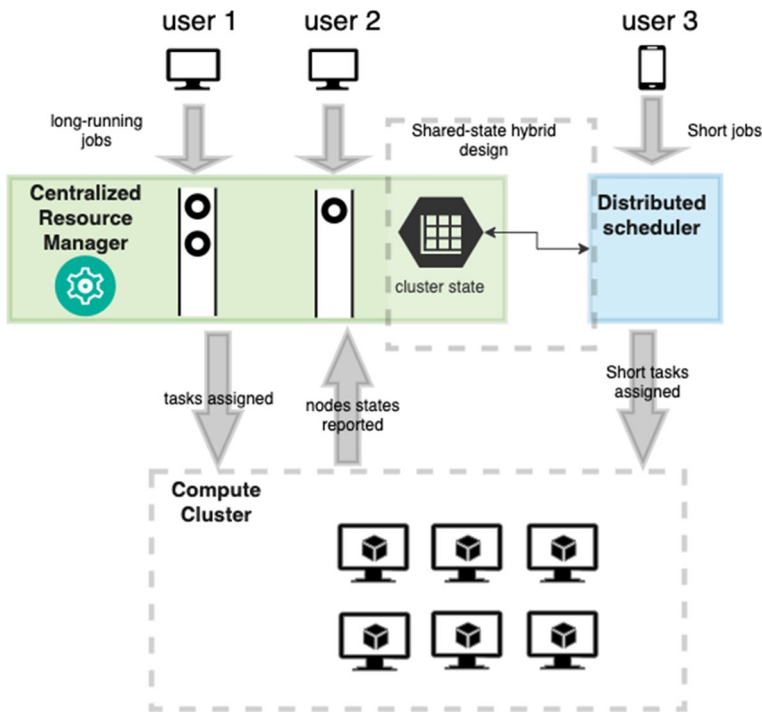 user 1
user 2
user 3
long-running
jobs
Shared-state hybrid
design
Short jobs
Centralized
Resource
Manager
cluster state
Distributed
scheduler
tasks assigned
nodes states
reported
Short tasks
assigned
Compute
Cluster